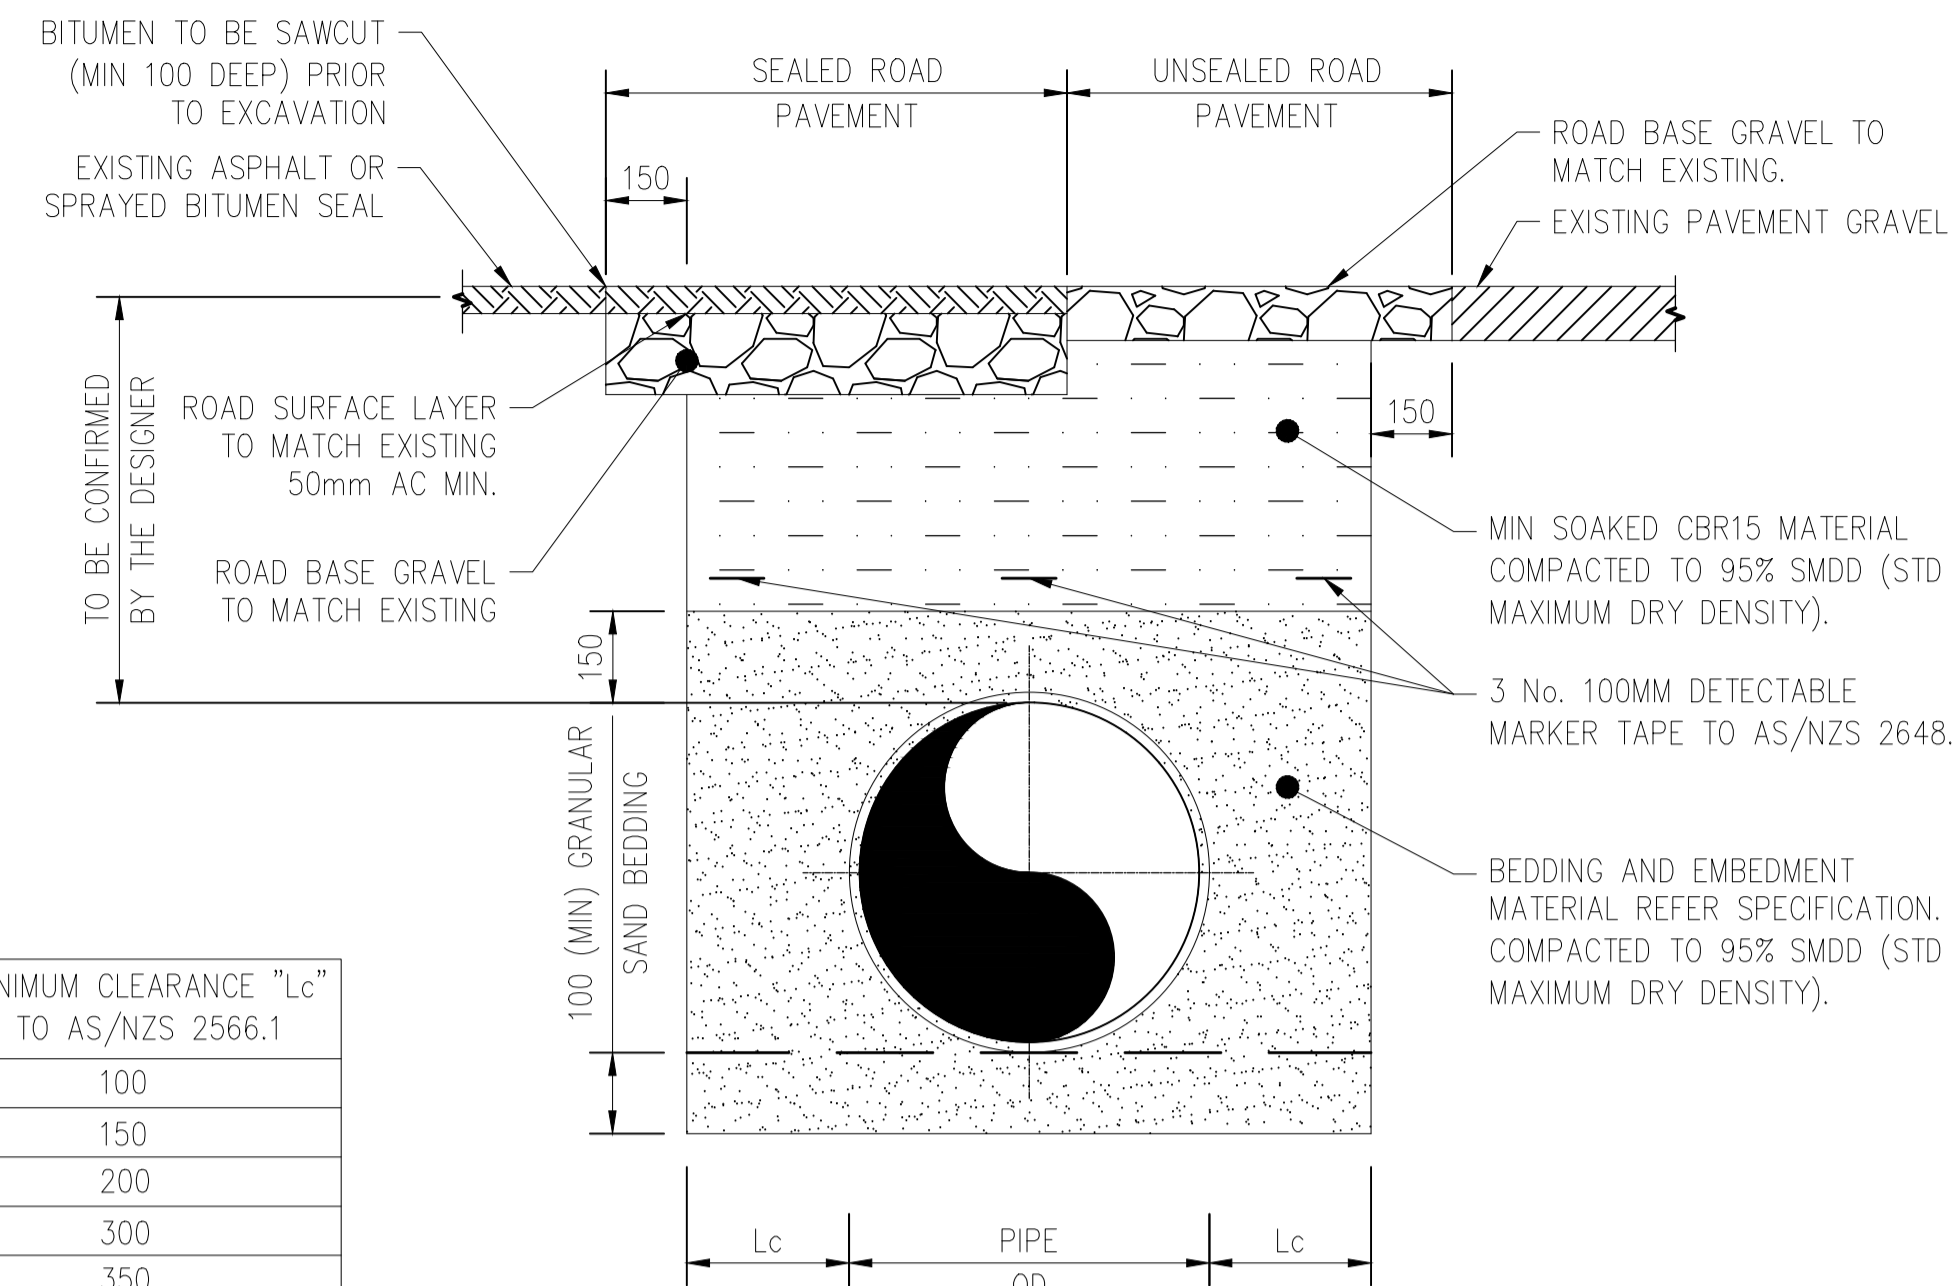 BITUMEN TO BE SAWCUT
(MIN 100 DEEP) PRIOR
TO EXCAVATION
EXISTING ASPHALT OR
SPRAYED BITUMEN SEAL
SEALED ROAD
PAVEMENT
UNSEALED ROAD
PAVEMENT
150
ROAD BASE GRAVEL TO
MATCH EXISTING.
EXISTING PAVEMENT GRAVEL
TO BE CONFIRMED
BY THE DESIGNER
ROAD SURFACE LAYER
TO MATCH EXISTING
50mm AC MIN.
ROAD BASE GRAVEL
TO MATCH EXISTING
150
MIN SOAKED CBR15 MATERIAL
COMPACTED TO 95% SMDD (STD
MAXIMUM DRY DENSITY).
150
3 No. 100MM DETECTABLE
MARKER TAPE TO AS/NZS 2648.
100 (MIN) GRANULAR
SAND BEDDING
BEDDING AND EMBEDMENT
MATERIAL REFER SPECIFICATION.
COMPACTED TO 95% SMDD (STD
MAXIMUM DRY DENSITY).
NIMUM CLEARANCE "Lc"
TO AS/NZS 2566.1
100
150
200
300
350
Lc
PIPE
OD
Lc